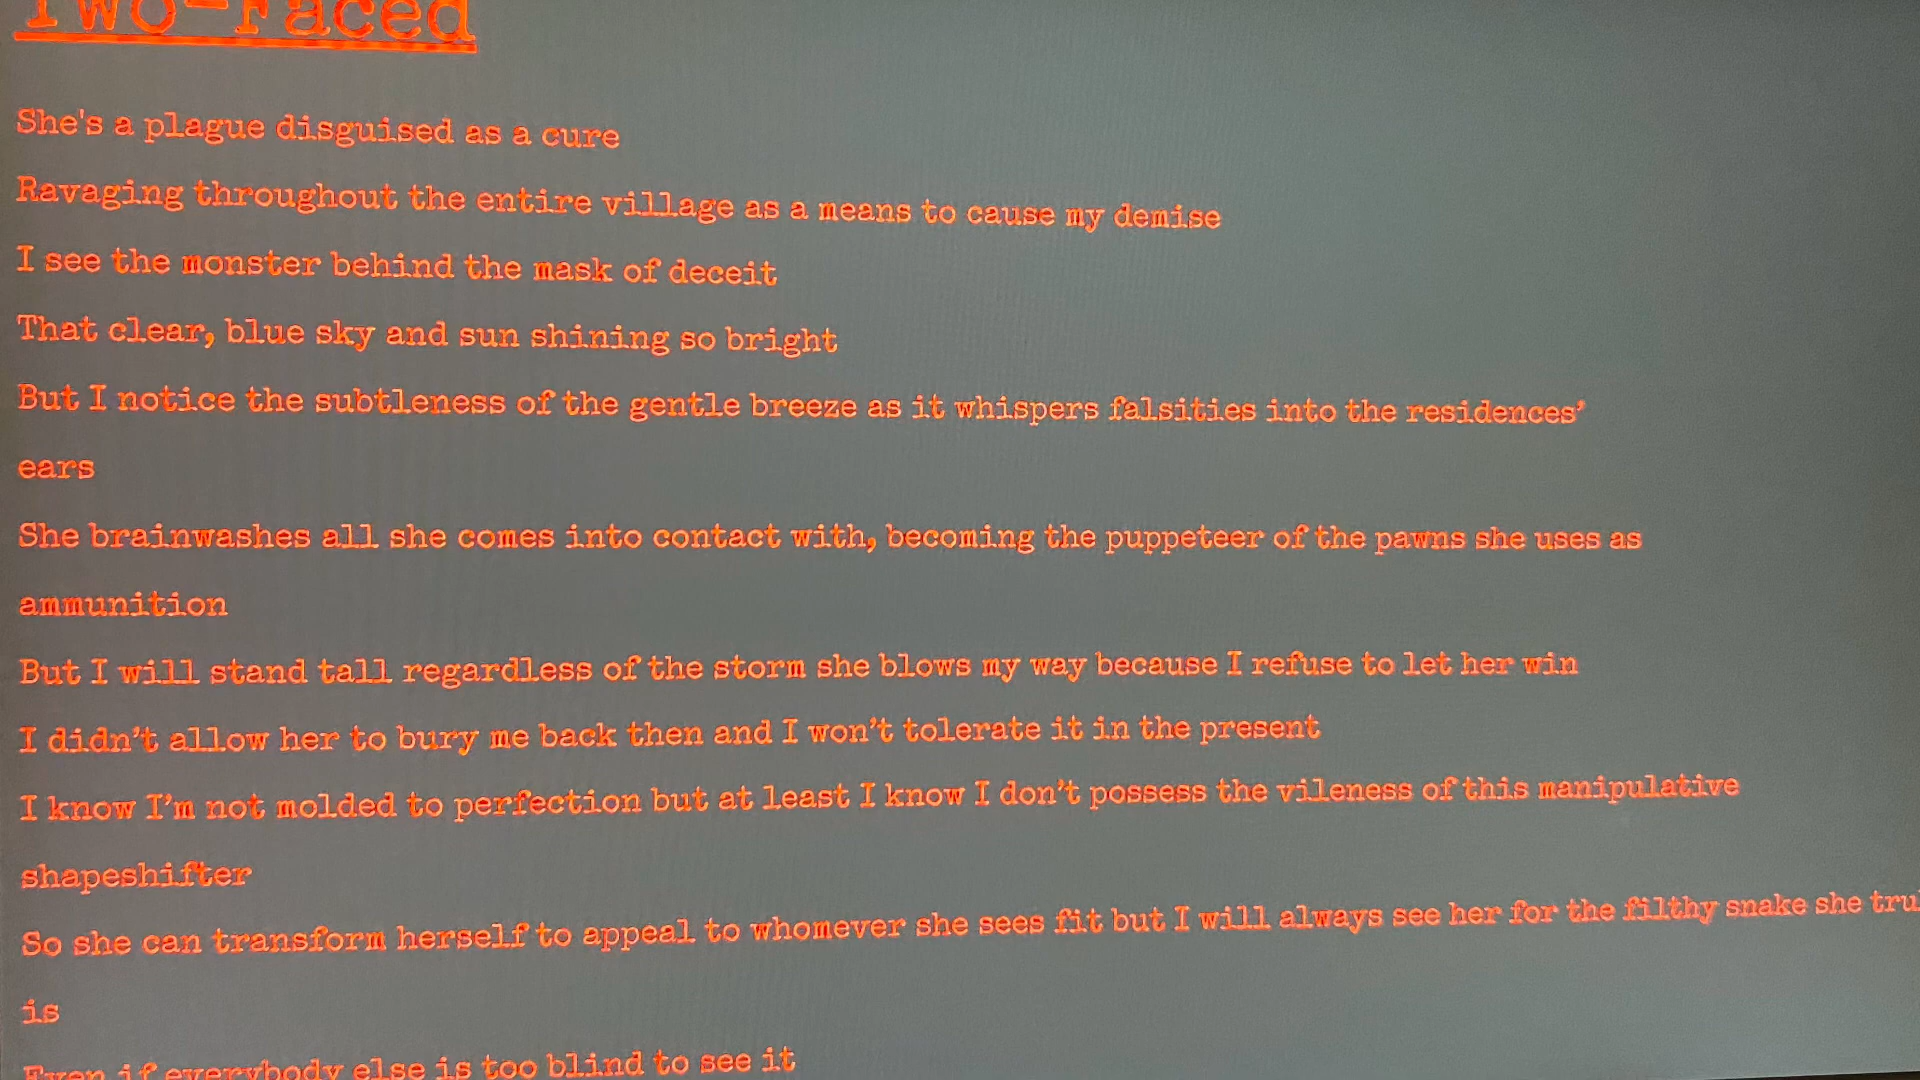 Two-Faced
She's a plague disguised as a cure
Ravaging throughout the entire village as a means to cause my demise
I see the monster behind the mask of deceit
That clear, blue sky and sun shining so bright
But I notice the subtleness of the gentle breeze as it whispers falsities into the residences’
ears
She brainwashes all she comes into contact with, becoming the puppeteer of the pawns she uses as
ammunition
But I will stand tall regardless of the storm she blows my way because I refuse to let her win
I didn’t allow her to bury me back then and I won’t tolerate it in the present
I know I’m not molded to perfection but at least I know I don’t possess the vileness of this manipulative
shapeshifter
So she can transform herself to appeal to whomever she sees fit but I will always see her for the filthy snake she
is
Even if everybody else is too blind to see it